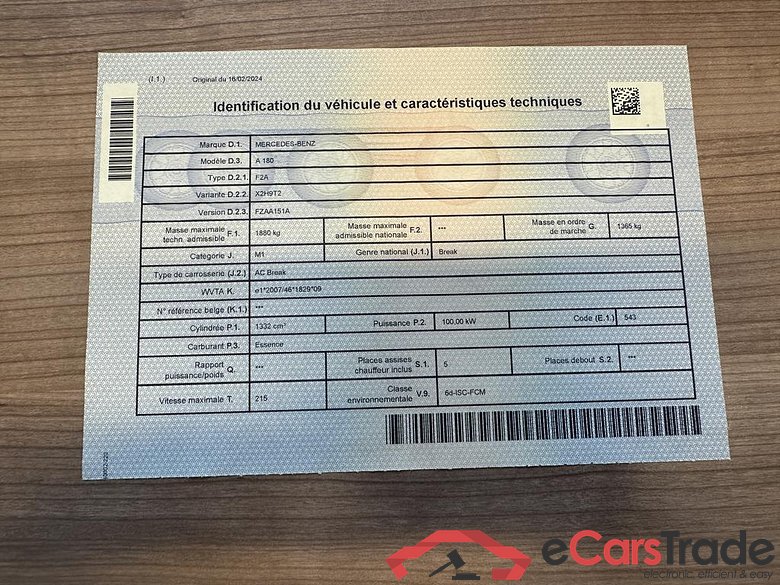 (I.1.) Original du 16/02/2024
Identification du véhicule et caractéristiques techniques
Marque D.1. MERCEDES-BENZ
Modèle D.3. A 180
Type D.2.1. F2A
Variante D.2.2. X2H9T2
Version D.2.3. FZAA151A
Masse maximale techn. admissible F.1. 1880 kg Masse maximale admissible nationale F.2. --- Masse en ordre de marche G. 1365 kg
Catégorie J. M1 Genre national (J.1.) Break
Type de carrosserie (J.2.) AC Break
WVTA K. e1*2007/46*1829*09
N° référence belge (K.1.) ---
Cylindrée P.1. 1332 cm³ Puissance P.2. 100,00 kW Code (E.1.) 543
Carburant P.3. Essence
Rapport puissance/poids Q. --- Places assises chauffeur inclus S.1. 5 Places debout S.2. ---
Vitesse maximale T. 215 Classe environnementale V.9. 6d-ISC-FCM
eCarsTrade
electronic, efficient & easy